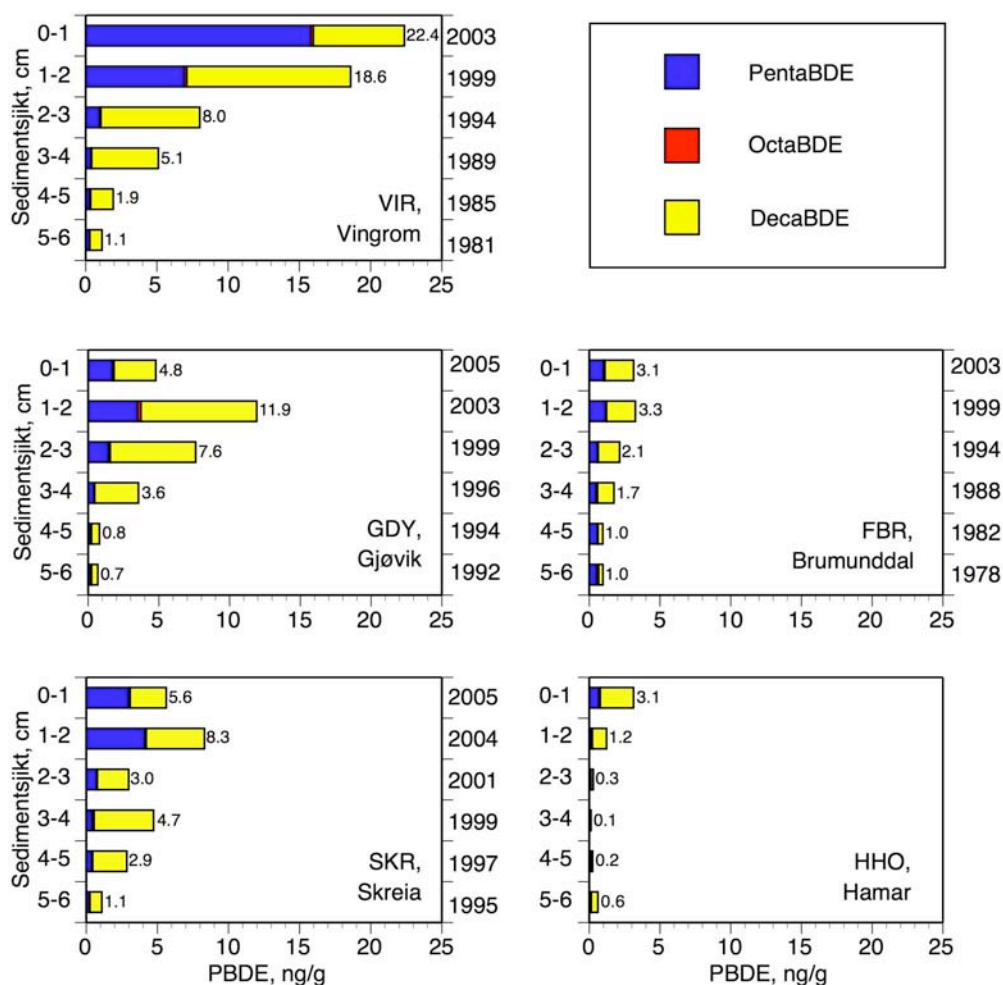 Sedimentsjikt, cm
0-1 22.4 2003
1-2 18.6 1999
2-3 8.0 1994
3-4 5.1 1989
4-5 1.9 1985
5-6 1.1 1981
VIR,
Vingrom
0 5 10 15 20 25
PBDE, ng/g
PentaBDE
OctaBDE
DecaBDE
Sedimentsjikt, cm
0-1 4.8 2005
1-2 11.9 2003
2-3 7.6 1999
3-4 3.6 1996
4-5 0.8 1994
5-6 0.7 1992
GDY,
Gjøvik
0 5 10 15 20 25
0-1 3.1 2003
1-2 3.3 1999
2-3 2.1 1994
3-4 1.7 1988
4-5 1.0 1982
5-6 1.0 1978
FBR,
Brumunddal
0 5 10 15 20 25
Sedimentsjikt, cm
0-1 5.6 2005
1-2 8.3 2004
2-3 3.0 2001
3-4 4.7 1999
4-5 2.9 1997
5-6 1.1 1995
SKR,
Skreia
0 5 10 15 20 25
PBDE, ng/g
0-1 3.1
1-2 1.2
2-3 0.3
3-4 0.1
4-5 0.2
5-6 0.6
HHO,
Hamar
0 5 10 15 20 25
PBDE, ng/g